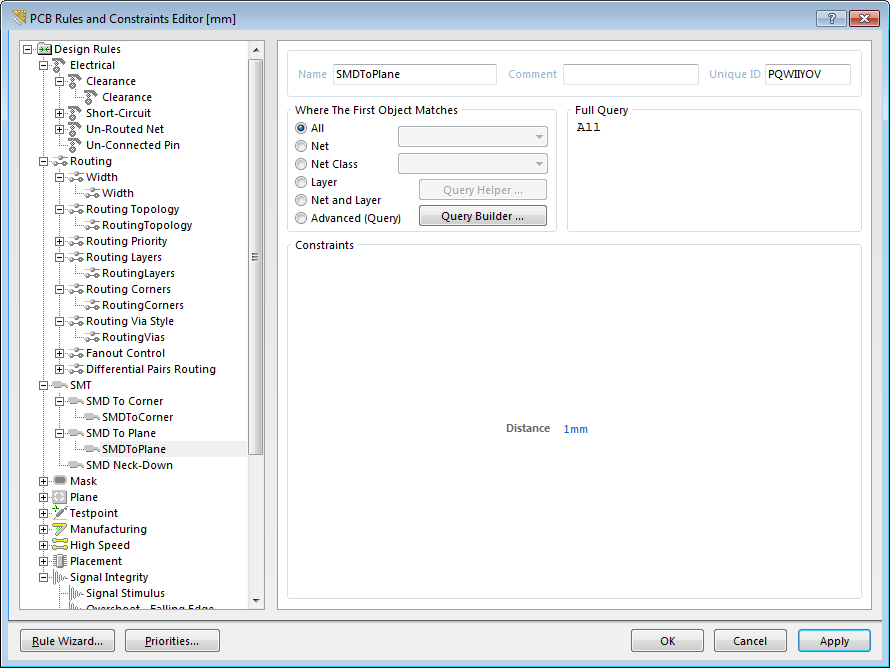 PCB Rules and Constraints Editor [mm]
Design Rules
Electrical
Clearance
Clearance
Short-Circuit
Un-Routed Net
Un-Connected Pin
Routing
Width
Width
Routing Topology
RoutingTopology
Routing Priority
Routing Layers
RoutingLayers
Routing Corners
RoutingCorners
Routing Via Style
RoutingVias
Fanout Control
Differential Pairs Routing
SMT
SMD To Corner
SMDToCorner
SMD To Plane
SMDToPlane
SMD Neck-Down
Mask
Plane
Testpoint
Manufacturing
High Speed
Placement
Signal Integrity
Signal Stimulus
Overshoot - Falling Edge
Name SMDToPlane Comment Unique ID PQWIIYOV
Where The First Object Matches
All
Net
Net Class
Layer
Net and Layer
Advanced (Query)
Query Helper ...
Query Builder ...
Full Query
All
Constraints
Distance 1mm
Rule Wizard... Priorities... OK Cancel Apply